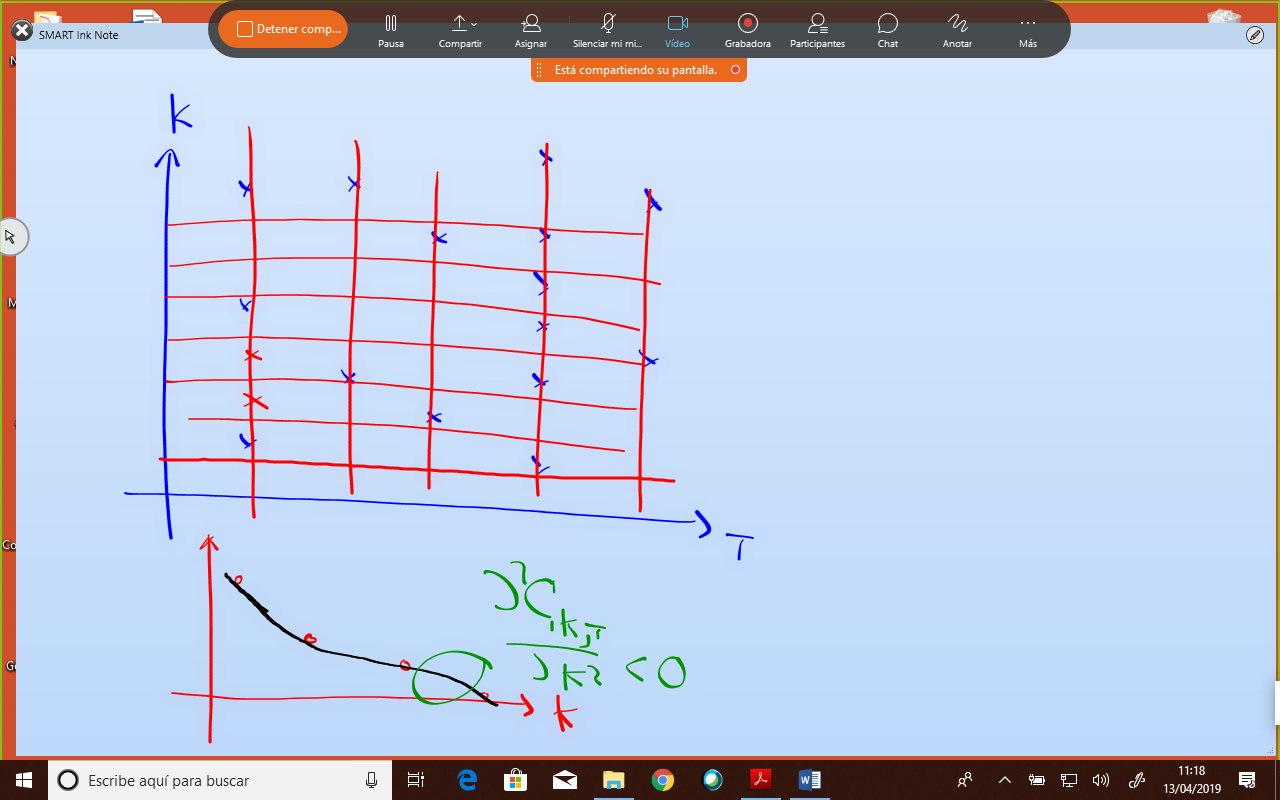 SMART Ink Note
Detener comp...
Pausa
Compartir
Asignar
Silenciar mi mi...
Vídeo
Grabadora
Participantes
Chat
Anotar
Más
Está compartiendo su pantalla.
K
T
∂²C(K,T)
∂K² < 0
K
Escribe aquí para buscar
11:18
13/04/2019